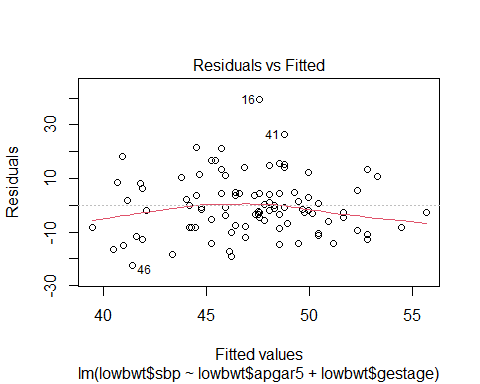 Residuals vs Fitted
Residuals
30
10
-10
-30
16
41
46
40
45
50
55
Fitted values
lm(lowbwt$sbp ~ lowbwt$apgar5 + lowbwt$gestage)